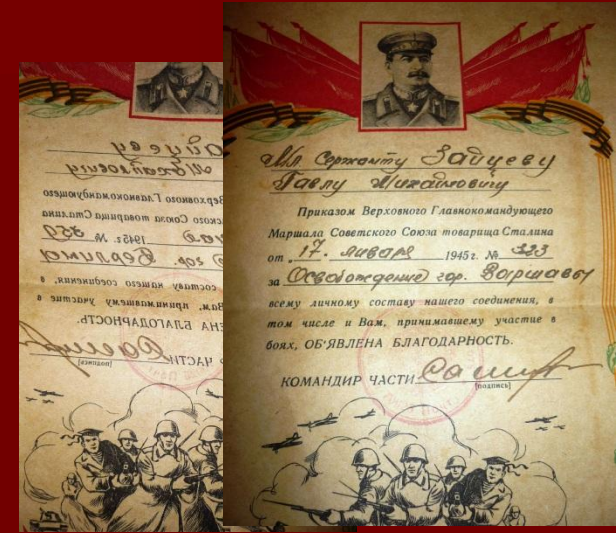 айцеву
Михайловичу
Верховного Главнокомандующего
ского Союза товарища Сталина
1945 г. № 359
гор. Берлина
составу нашего соединения, в
Вам, принимавшему участие в
ЕНА БЛАГОДАРНОСТЬ.
ЧАСТИ
[подпись]
Мл Сержанту Зайцеву
Павлу Михайловичу
Приказом Верховного Главнокомандующего
Маршала Советского Союза товарища Сталина
от „17. января 1945 г. № 323
за Освобождение гор. Варшавы
всему личному составу нашего соединения, в
том числе и Вам, принимавшему участие в
боях, ОБ'ЯВЛЕНА БЛАГОДАРНОСТЬ.
КОМАНДИР ЧАСТИ
[подпись]